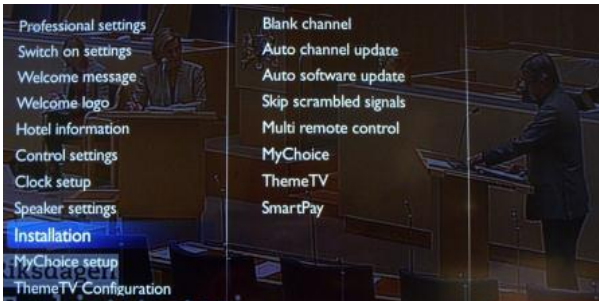 Professional settings
Switch on settings
Welcome message
Welcome logo
Hotel information
Control settings
Clock setup
Speaker settings
Installation
MyChoice setup
iksdagen
ThemeTV Configuration
Blank channel
Auto channel update
Auto software update
Skip scrambled signals
Multi remote control
MyChoice
ThemeTV
SmartPay